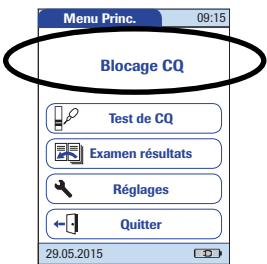 Menu Princ. 09:15
Blocage CQ
Test de CQ
Examen résultats
Réglages
Quitter
29.05.2015